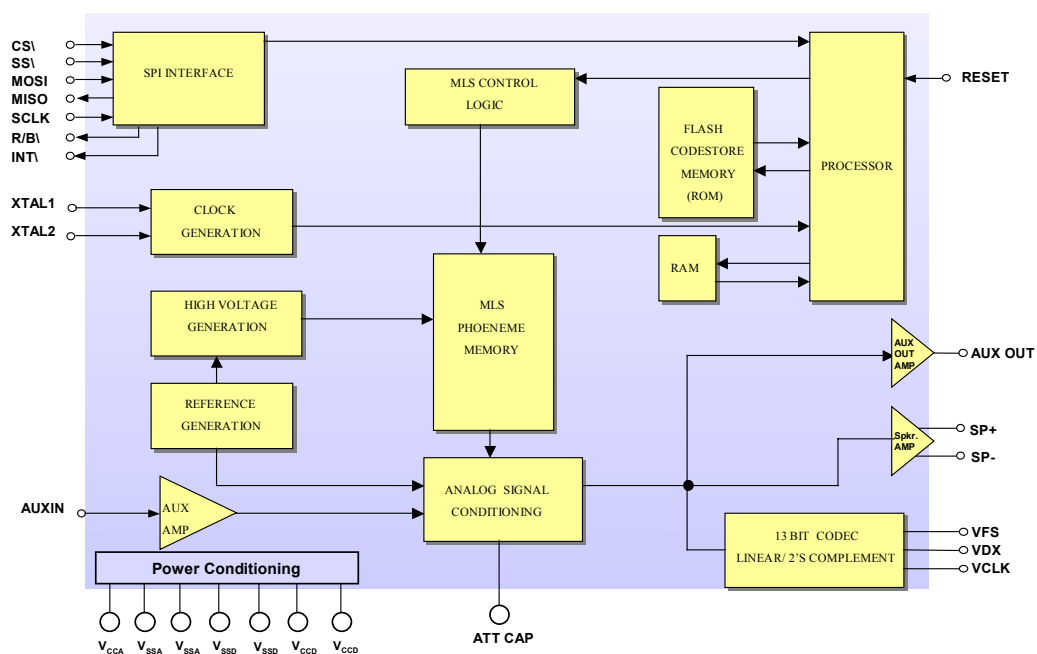 CS\
SS\
MOSI
MISO
SCLK
R/B\
INT\
SPI INTERFACE
MLS CONTROL
LOGIC
RESET
FLASH
CODESTORE
MEMORY
(ROM)
PROCESSOR
XTAL1
XTAL2
CLOCK
GENERATION
RAM
HIGH VOLTAGE
GENERATION
MLS
PHOENEME
MEMORY
AUX
OUT
AMP
AUX OUT
REFERENCE
GENERATION
Spkr.
AMP
SP+
SP-
AUXIN
AUX
AMP
ANALOG SIGNAL
CONDITIONING
13 BIT CODEC
LINEAR/ 2'S COMPLEMENT
VFS
VDX
VCLK
Power Conditioning
ATT CAP
VCCA VSSA VSSA VSSD VSSD VCCD VCCD